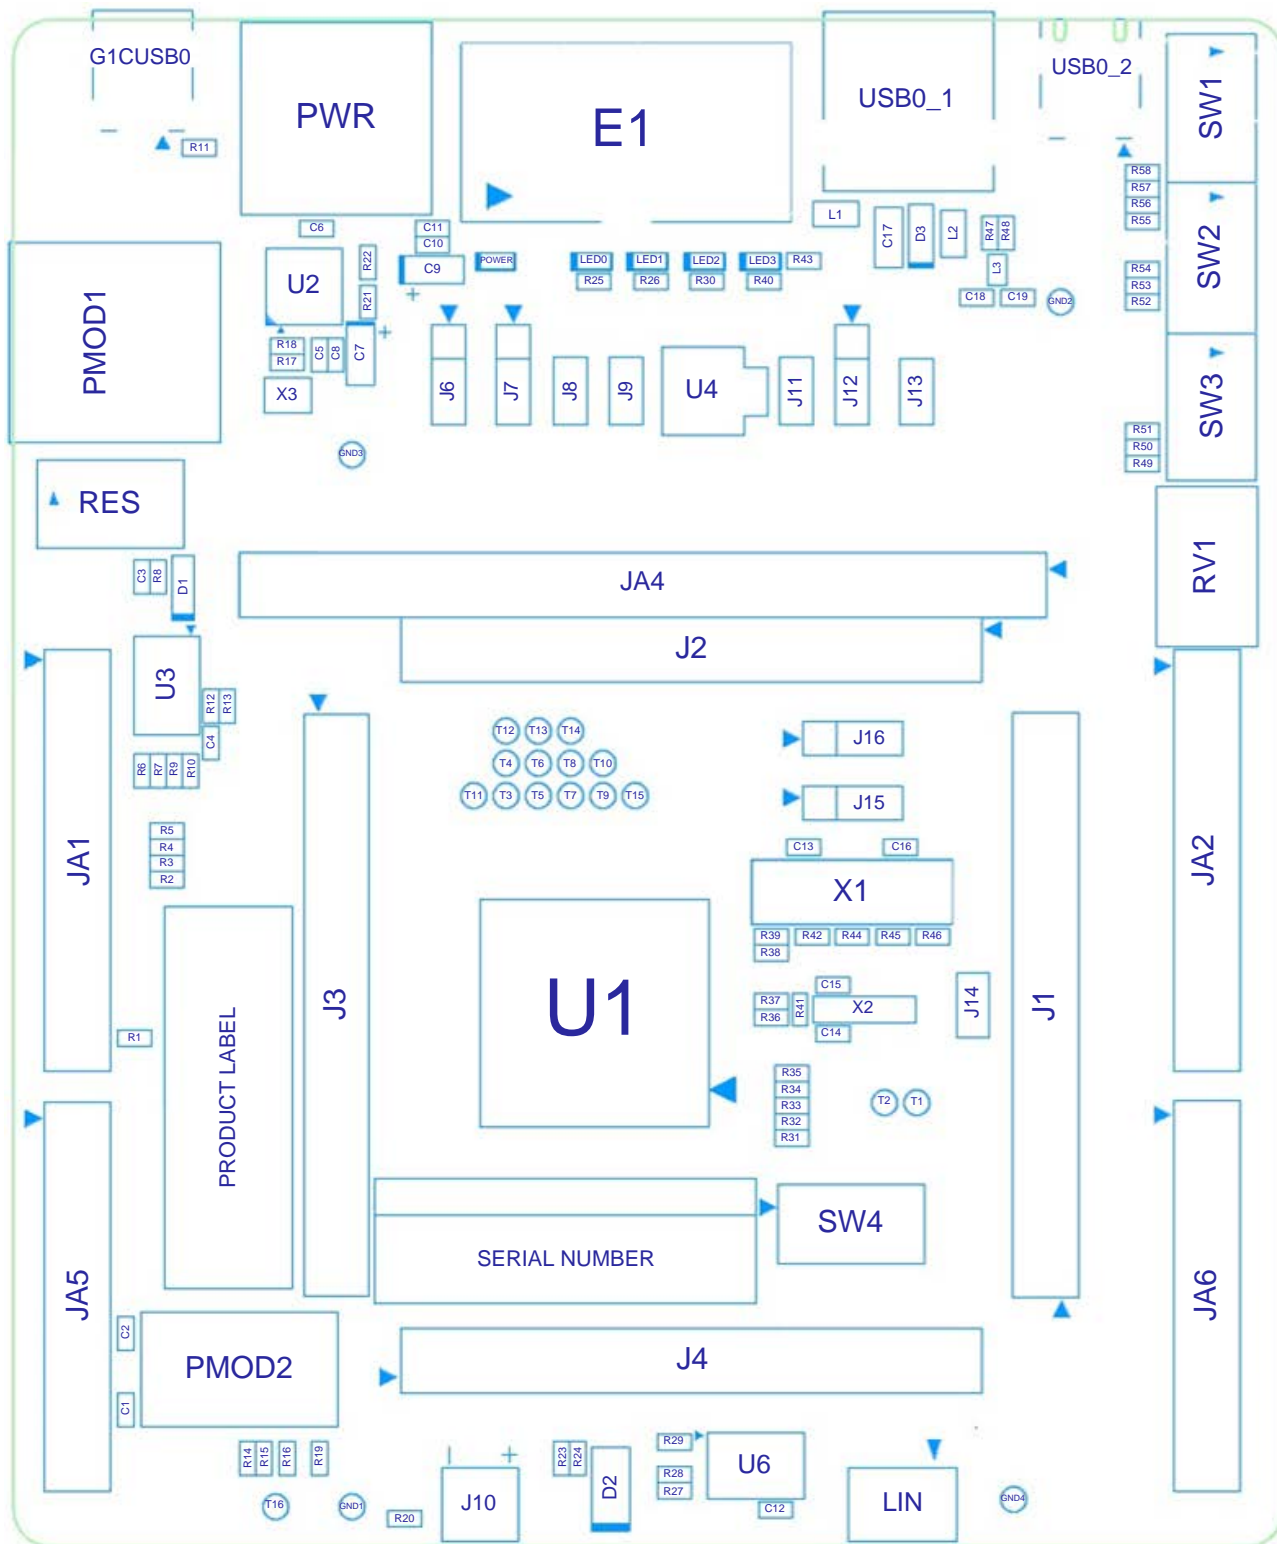 G1CUSB0
PWR
E1
USB0_1
USB0_2
SW1
R11
R58
R57
R56
R55
L1
C17
D3
L2
R47
R48
L3
C18
C19
GND2
SW2
R54
R53
R52
C6
C11
C10
C9
POWER
LED0
LED1
LED2
LED3
R43
R25
R26
R30
R40
U2
R22
R21
+
+
C7
R18
R17
C5
C8
X3
PMOD1
J6
J7
J8
J9
U4
J11
J12
J13
SW3
R51
R50
R49
GND3
RES
C3
R8
D1
JA4
J2
RV1
U3
R12
R13
C4
R6
R7
R9
R10
R5
R4
R3
R2
JA1
T12
T13
T14
T4
T6
T8
T10
T11
T3
T5
T7
T9
T15
J16
J15
C13
C16
X1
R39
R42
R44
R45
R46
R38
JA2
J3
U1
R37
R36
R41
C15
X2
C14
J14
J1
R1
PRODUCT LABEL
R35
R34
R33
R32
R31
T2
T1
SERIAL NUMBER
SW4
JA5
JA6
C2
C1
PMOD2
J4
R14
R15
R16
R19
T16
GND1
R20
+
J10
R23
R24
D2
R29
R28
R27
U6
C12
LIN
GND4